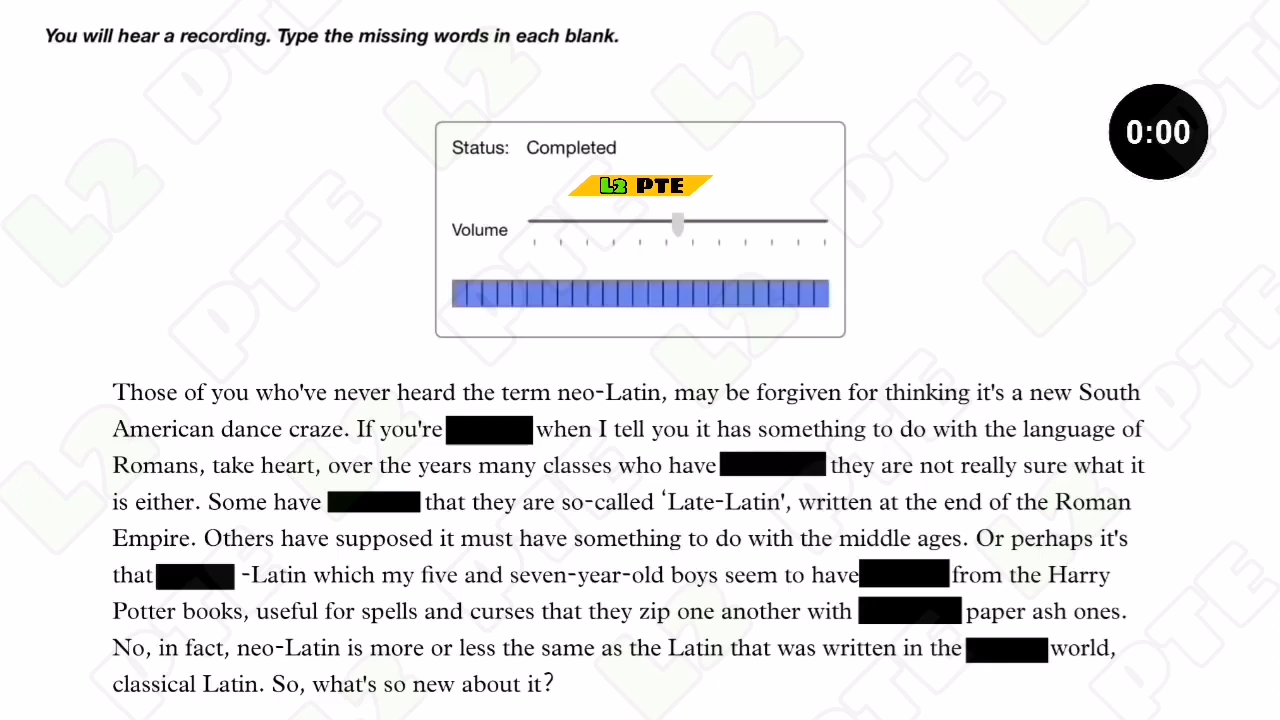 You will hear a recording. Type the missing words in each blank.
0:00
Status: Completed
L2 PTE
Volume
Those of you who've never heard the term neo-Latin, may be forgiven for thinking it's a new South
American dance craze. If you're when I tell you it has something to do with the language of
Romans, take heart, over the years many classes who have they are not really sure what it
is either. Some have that they are so-called ‘Late-Latin', written at the end of the Roman
Empire. Others have supposed it must have something to do with the middle ages. Or perhaps it's
that -Latin which my five and seven-year-old boys seem to have from the Harry
Potter books, useful for spells and curses that they zip one another with paper ash ones.
No, in fact, neo-Latin is more or less the same as the Latin that was written in the world,
classical Latin. So, what's so new about it?